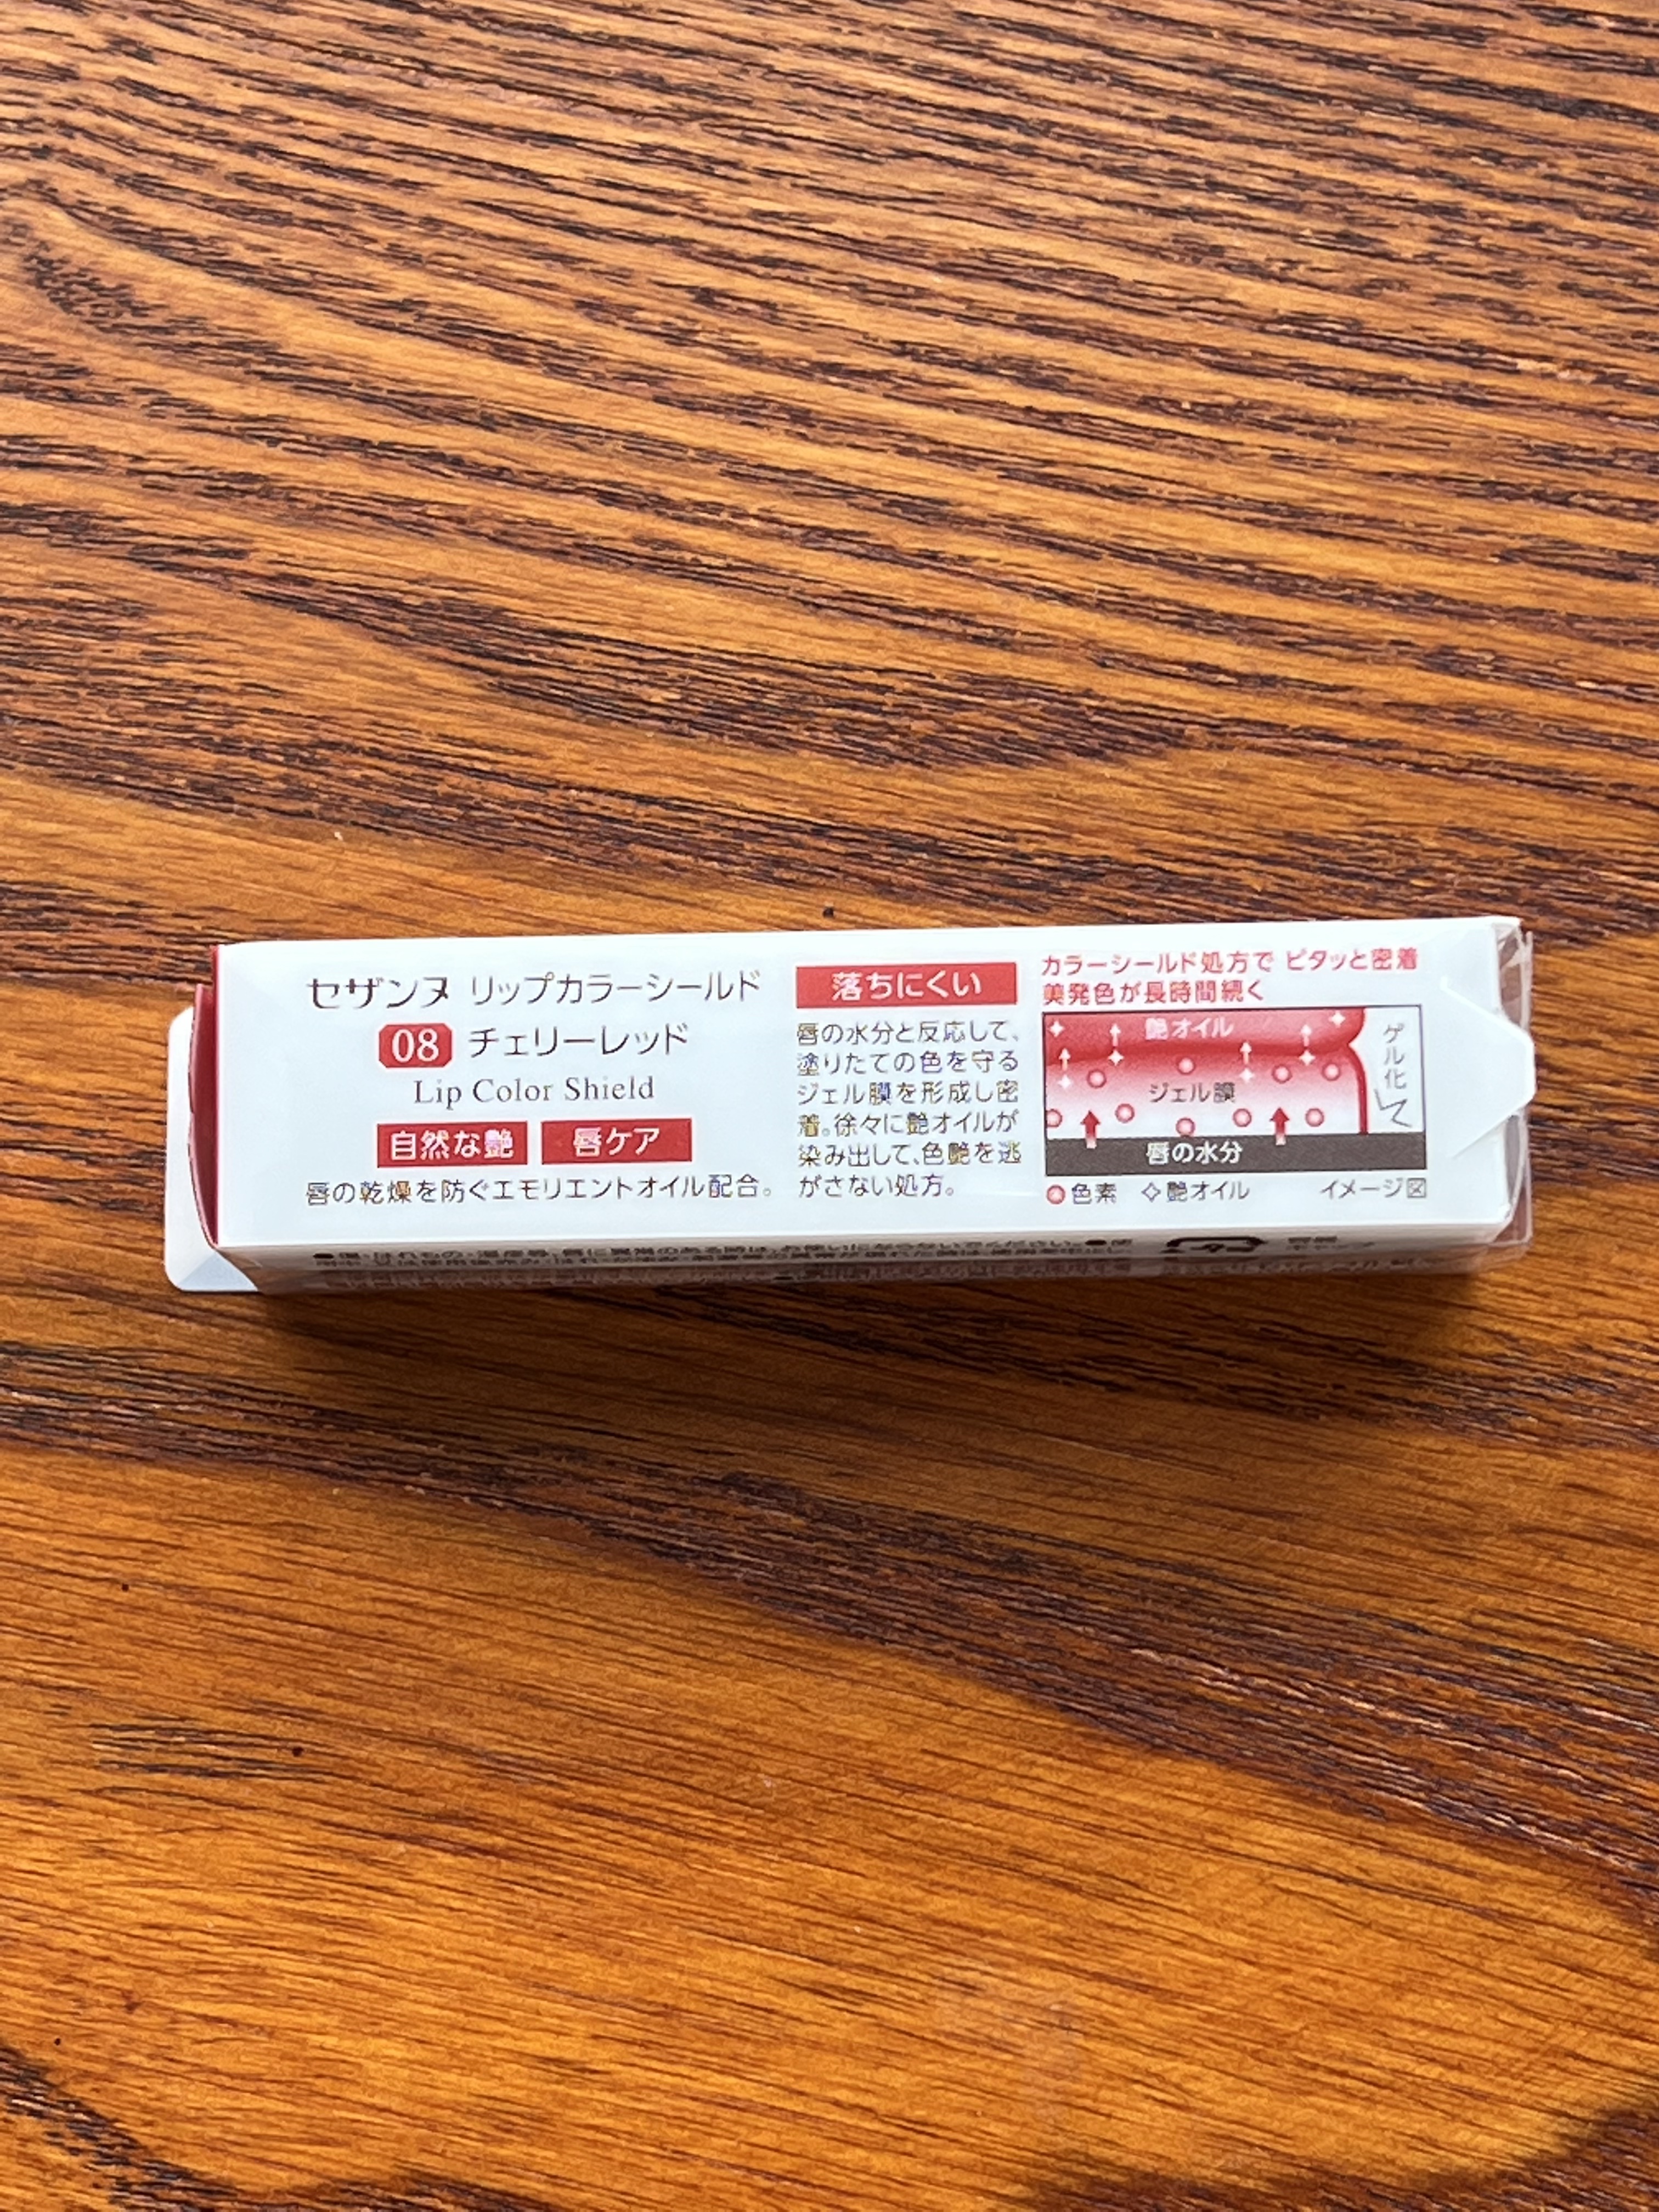 セザンヌ リップカラーシールド
08 チェリーレッド
Lip Color Shield
自然な艶 唇ケア
唇の乾燥を防ぐエモリエントオイル配合。
落ちにくい
唇の水分と反応して、
塗りたての色を守る
ジェル膜を形成し密
着。徐々に艶オイルが
染み出して、色艶を逃
がさない処方。
カラーシールド処方で ピタッと密着
美発色が長時間続く
艶オイル
ジェル膜
ゲル化
唇の水分
色素 艶オイル イメージ図